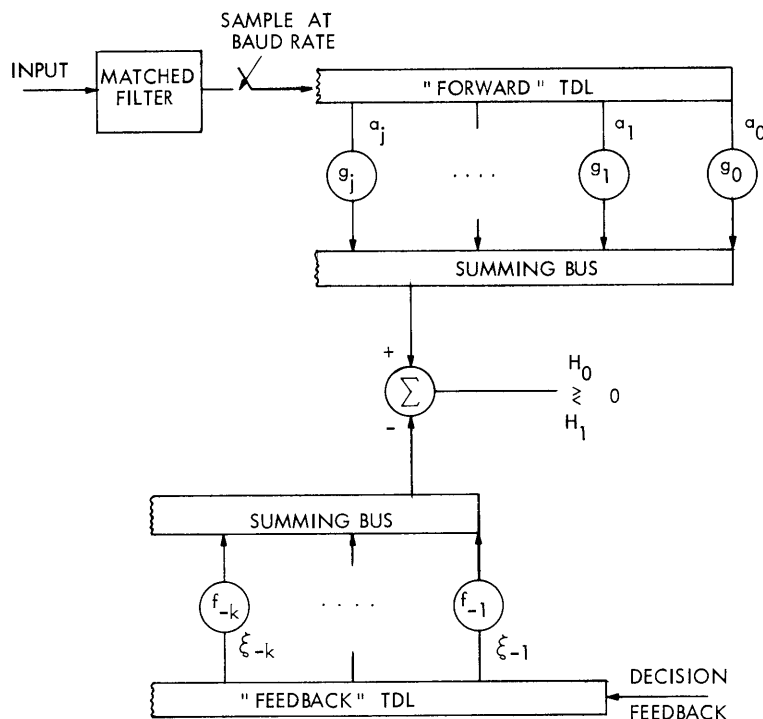 SAMPLE AT
BAUD RATE
INPUT
MATCHED
FILTER
"FORWARD" TDL
a_j
a_1
a_0
g_j
....
g_1
g_0
SUMMING BUS
+
Σ
-
H_0
≷ 0
H_1
SUMMING BUS
f_-k
....
f_-1
ξ_-k
ξ_-1
"FEEDBACK" TDL
DECISION
FEEDBACK